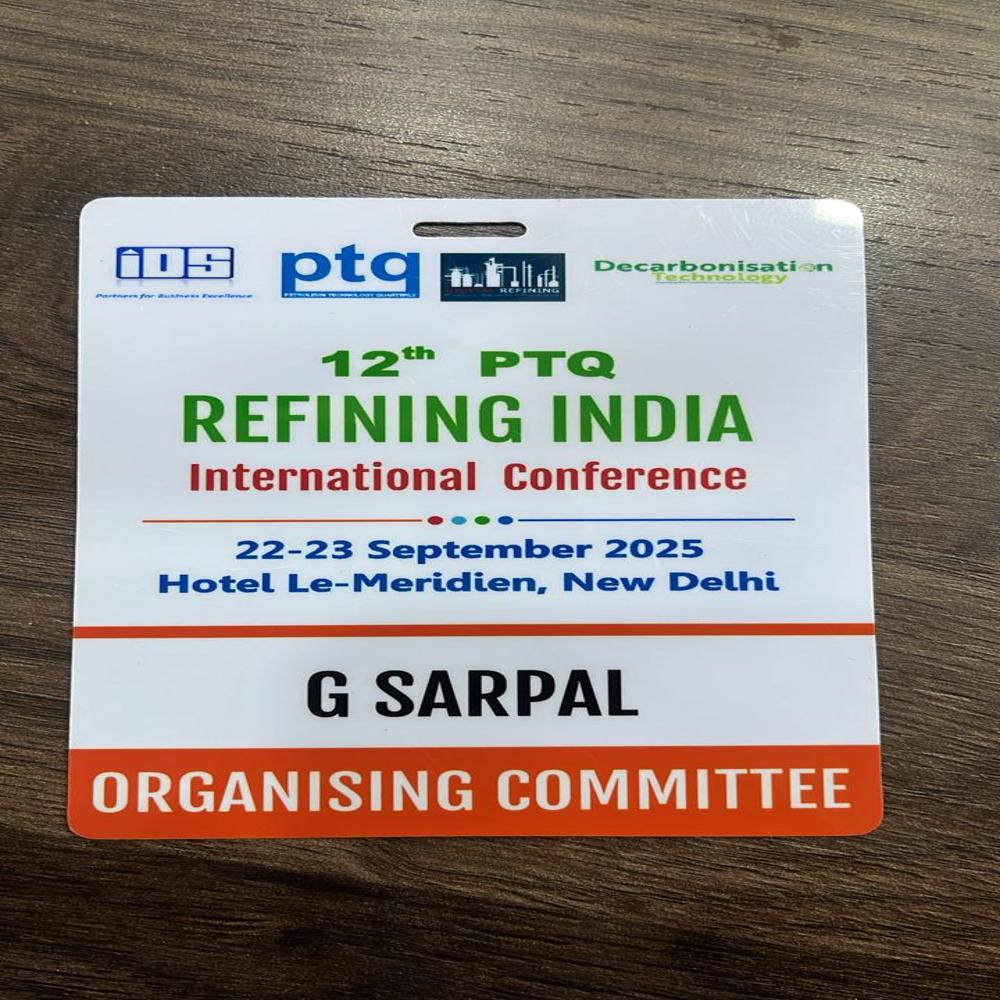 iDS
Partners for Business Excellence
ptq
PETROLEUM TECHNOLOGY QUARTERLY
REFINING
Decarbonisation
Technology
12th PTQ
REFINING INDIA
International Conference
22-23 September 2025
Hotel Le-Meridien, New Delhi
G SARPAL
ORGANISING COMMITTEE